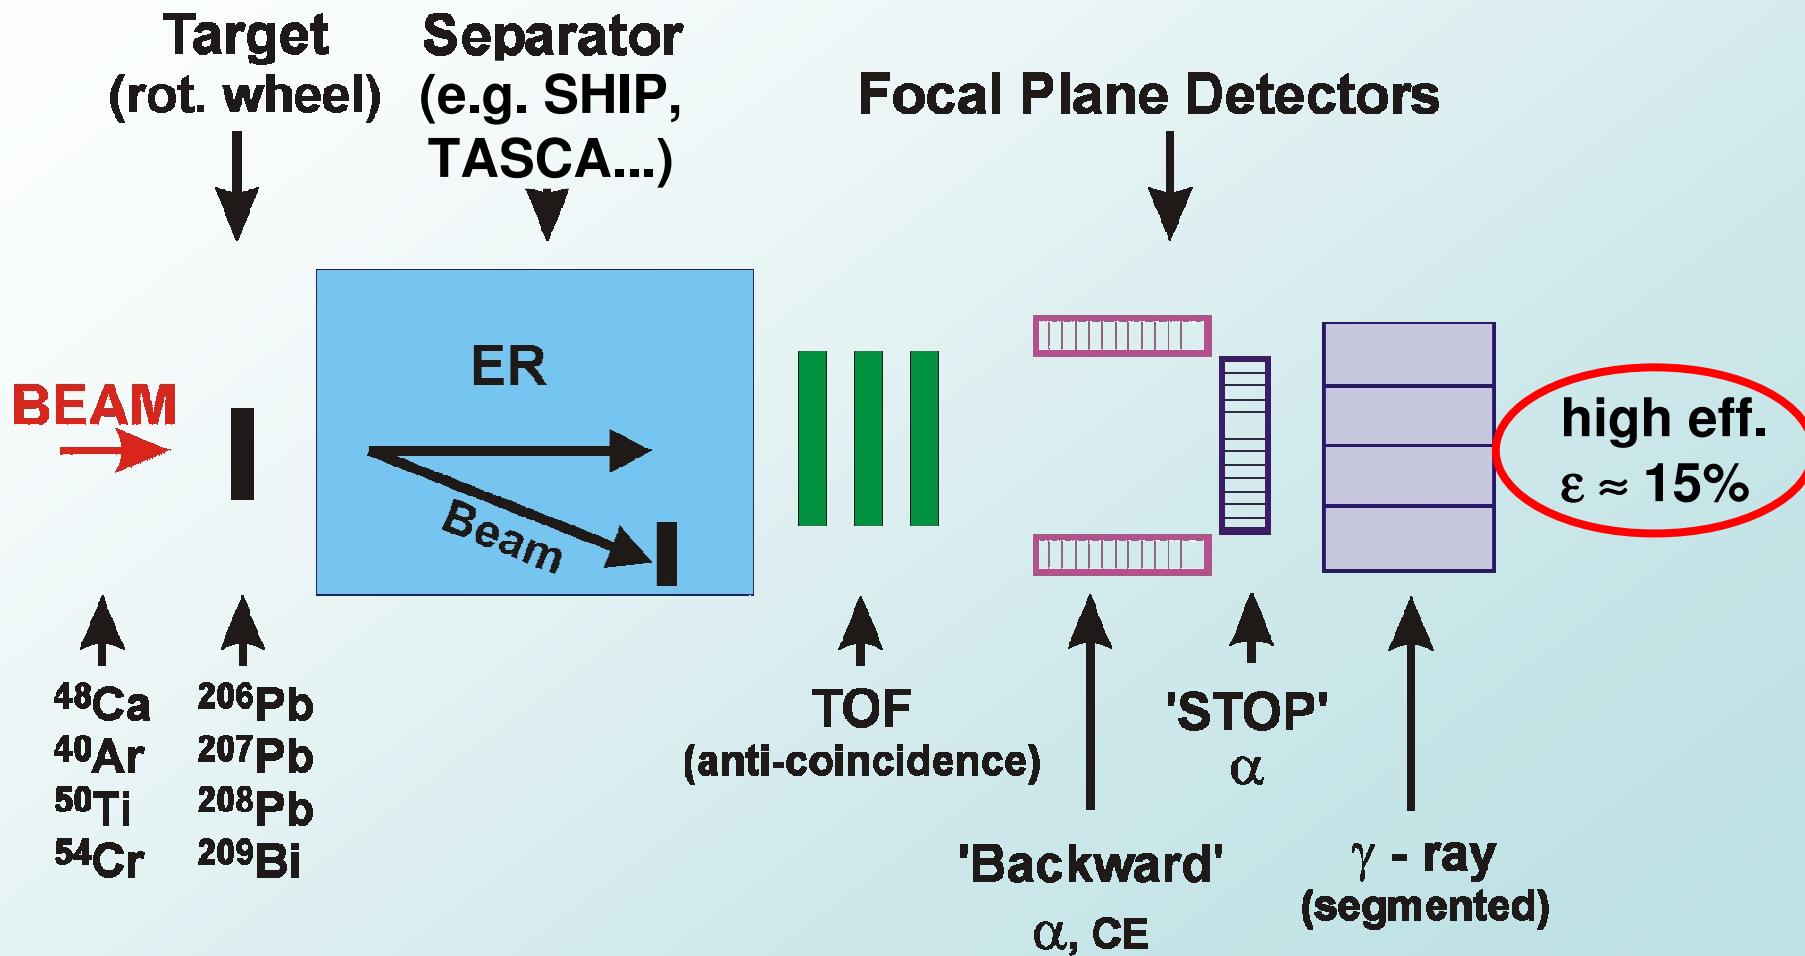 Target
(rot. wheel)
Separator
(e.g. SHIP,
TASCA...)
Focal Plane Detectors
BEAM
ER
Beam
high eff.
ε ≈ 15%
⁴⁸Ca
⁴⁰Ar
⁵⁰Ti
⁵⁴Cr
²⁰⁶Pb
²⁰⁷Pb
²⁰⁸Pb
²⁰⁹Bi
TOF
(anti-coincidence)
'Backward'
α, CE
'STOP'
α
γ - ray
(segmented)